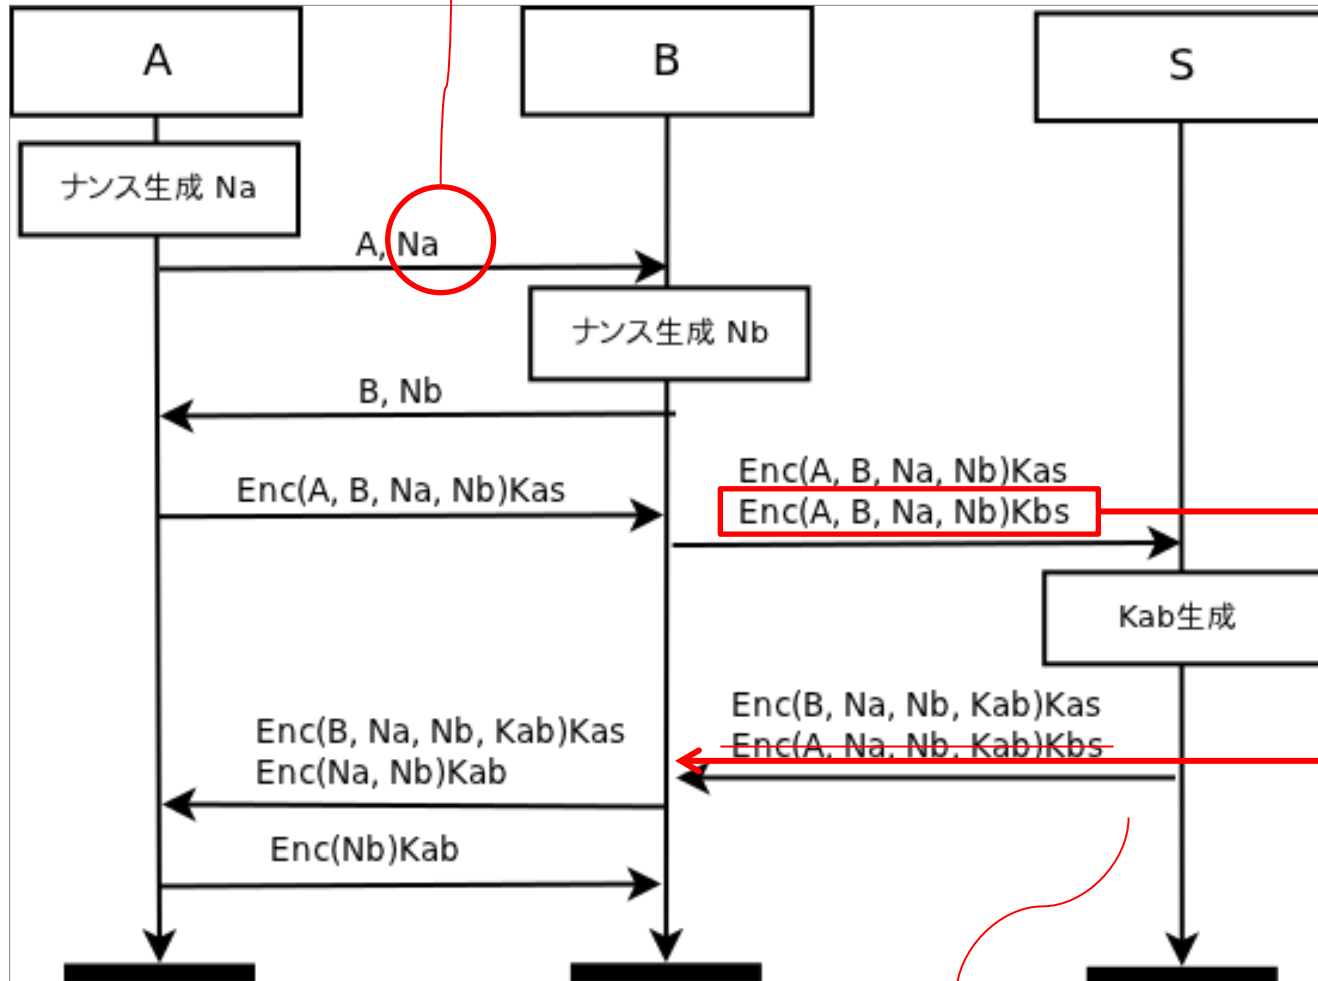 A
B
S
ナンス生成 Na
A, Na
ナンス生成 Nb
B, Nb
Enc(A, B, Na, Nb)Kas
Enc(A, B, Na, Nb)Kas
Enc(A, B, Na, Nb)Kbs
Kab生成
Enc(B, Na, Nb, Kab)Kas
Enc(A, Na, Nb, Kab)Kbs
Enc(B, Na, Nb, Kab)Kas
Enc(Na, Nb)Kab
Enc(Nb)Kab